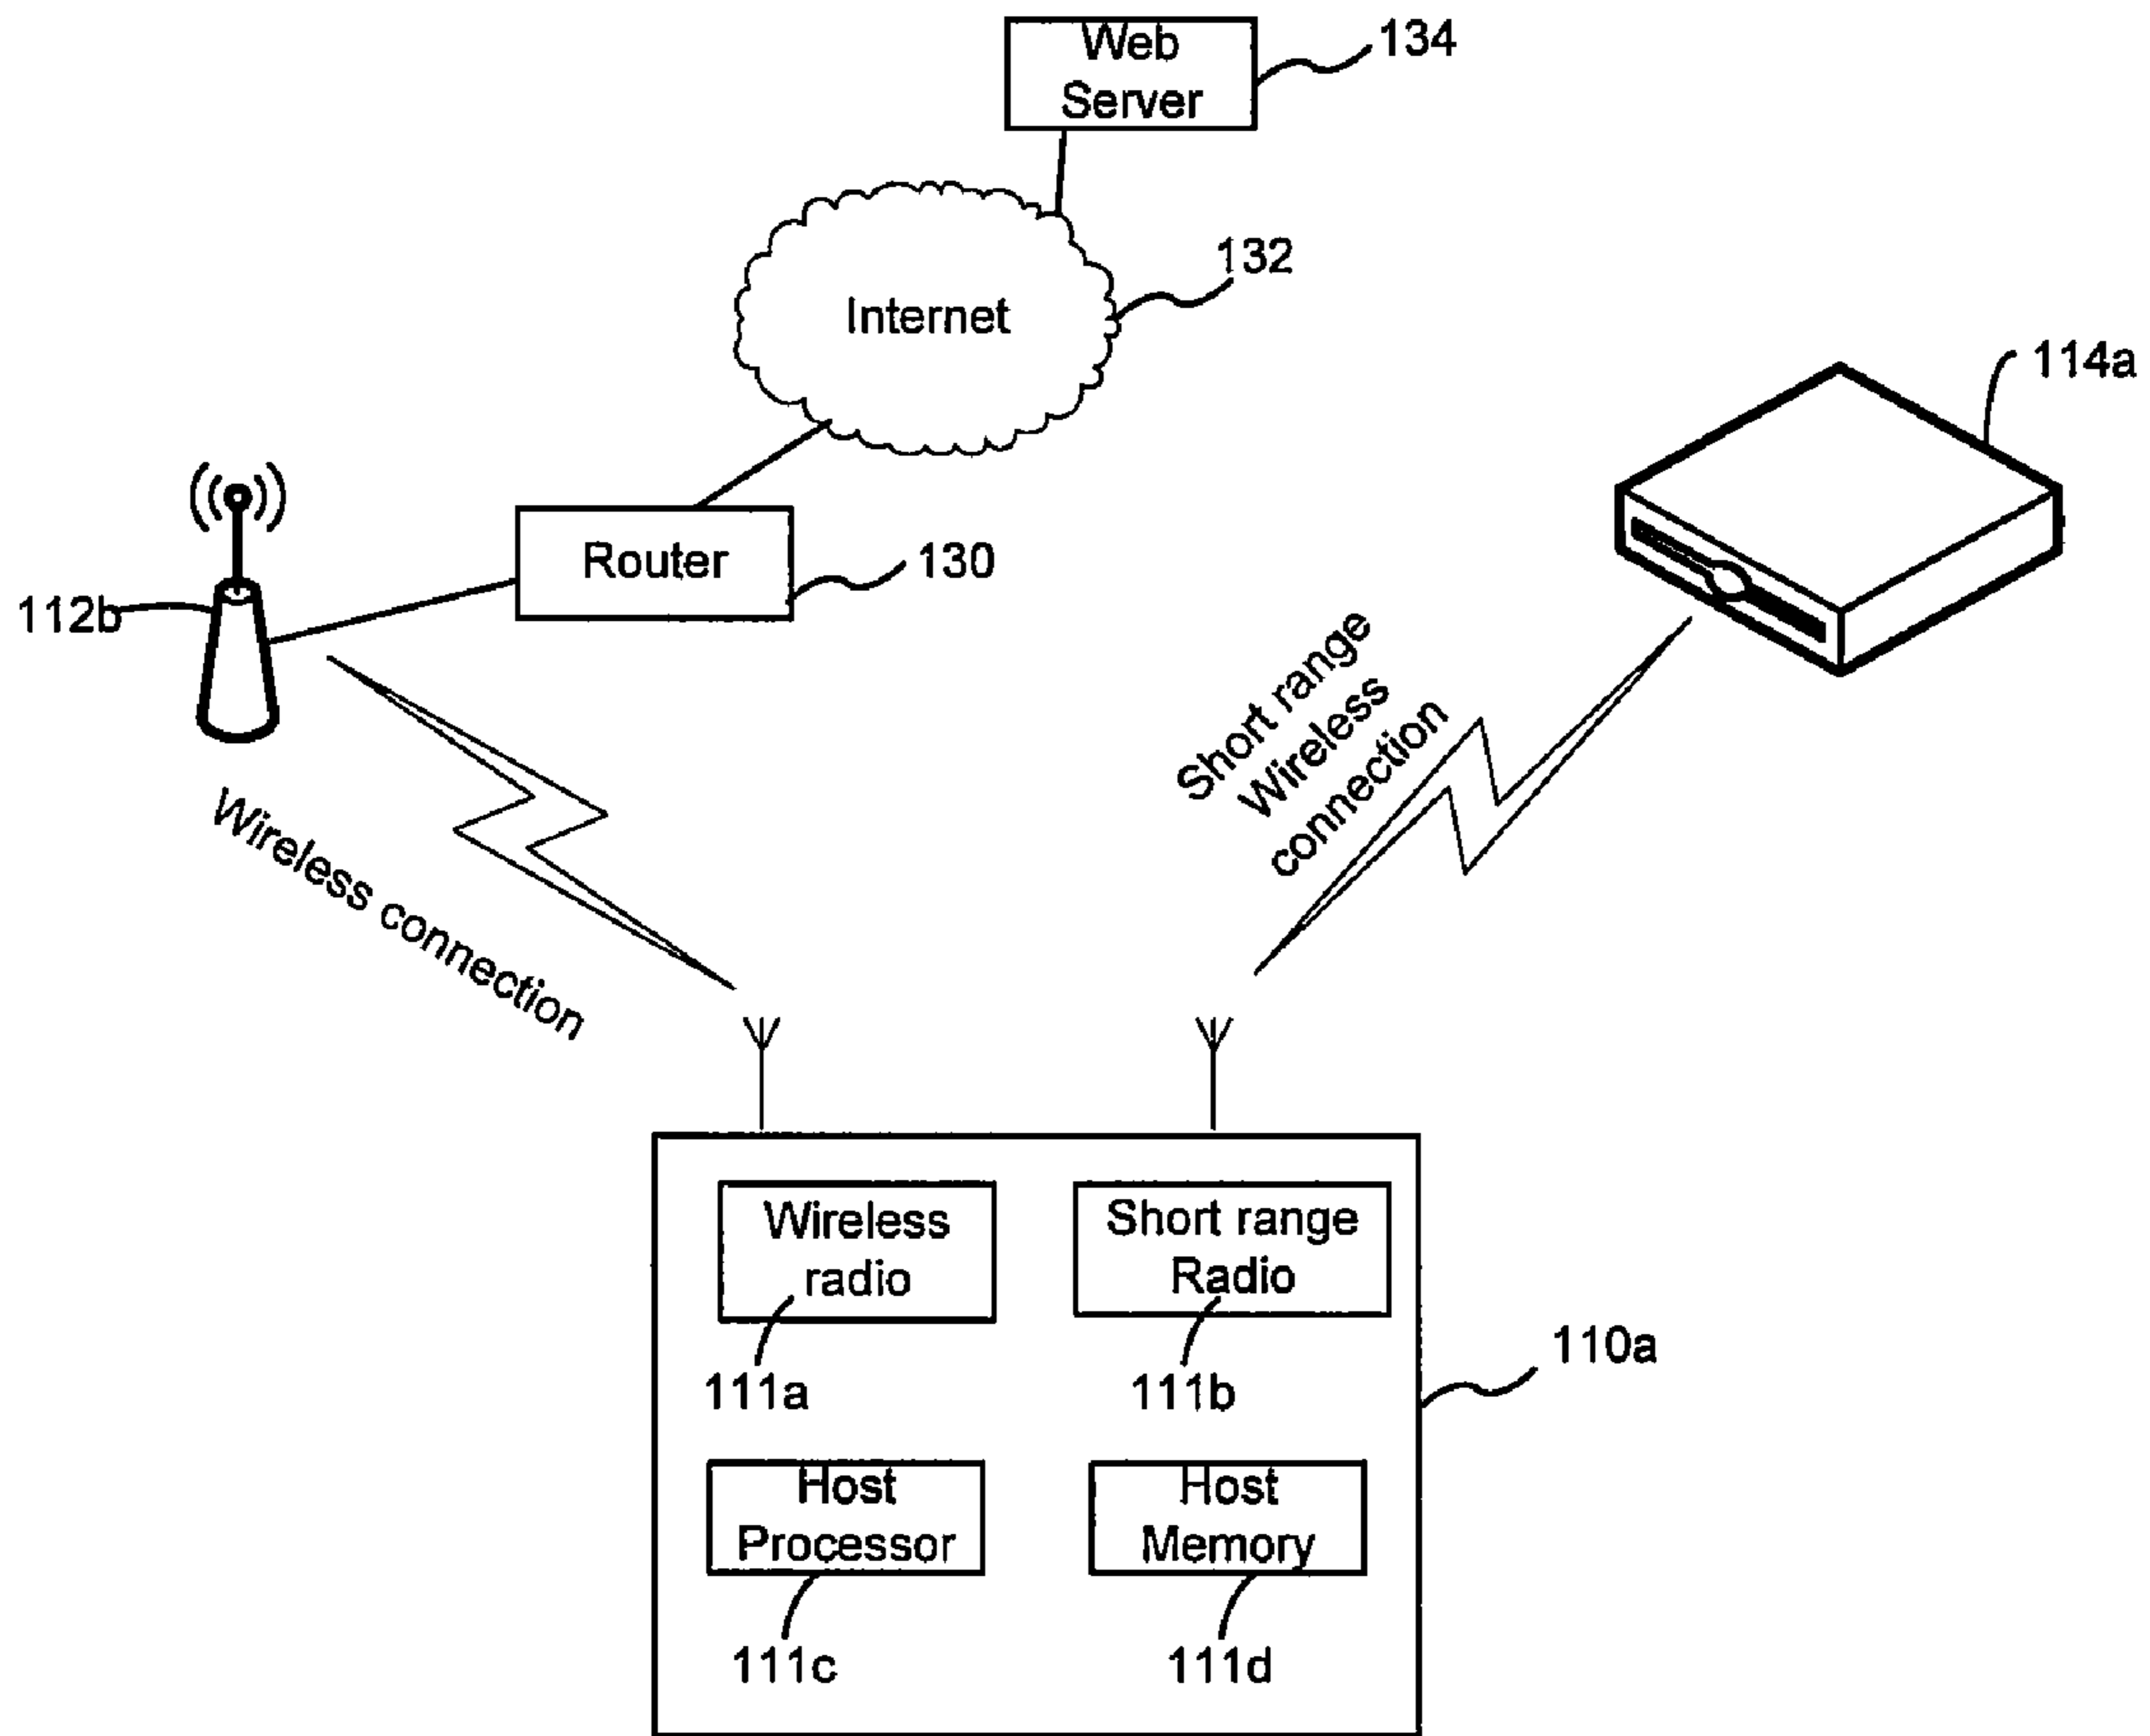 Web
Server
134
132
Internet
114a
Router
130
112b
Short range
Wireless
connection
Wireless connection
Wireless
radio
Short range
Radio
111a
111b
110a
Host
Processor
Host
Memory
111c
111d